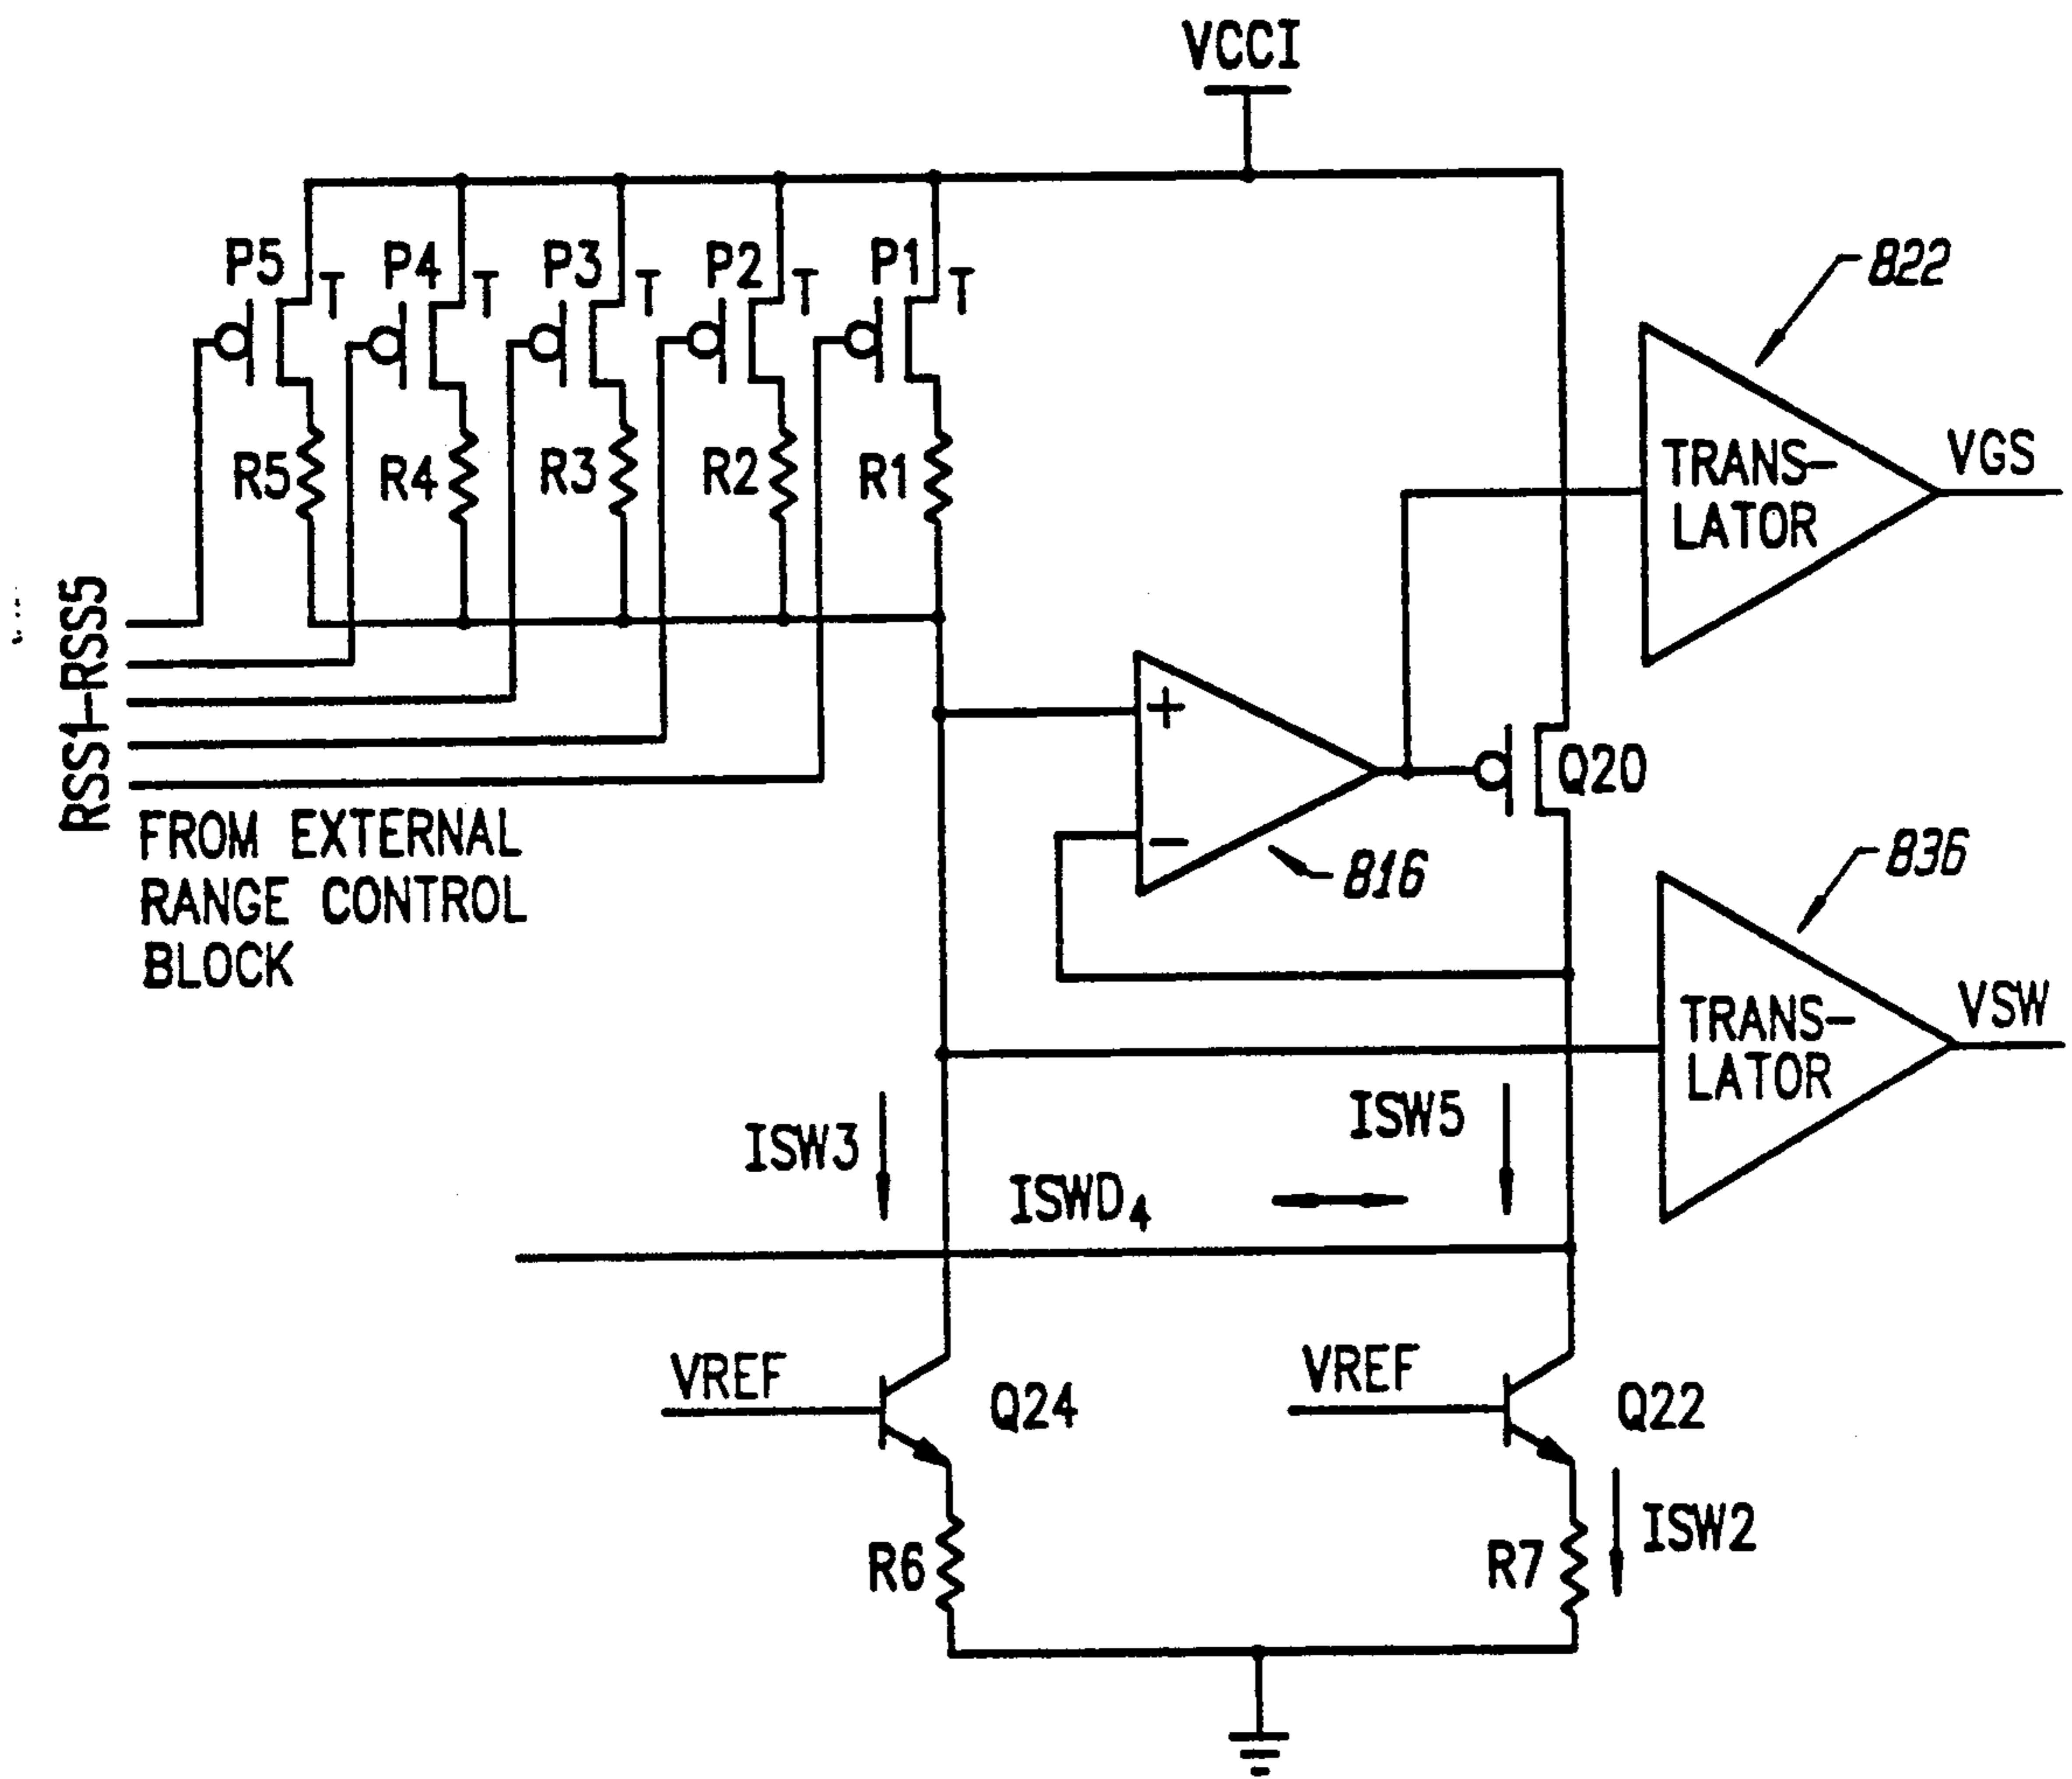 VCCI
P5
T
P4
T
P3
T
P2
T
P1
T
822
R5
R4
R3
R2
R1
TRANS-
LATOR
VGS
RSS1-RSS5
FROM EXTERNAL
RANGE CONTROL
BLOCK
+
-
Q20
816
836
TRANS-
LATOR
VSW
ISW3
ISW5
ISWD4
VREF
Q24
VREF
Q22
R6
R7
ISW2